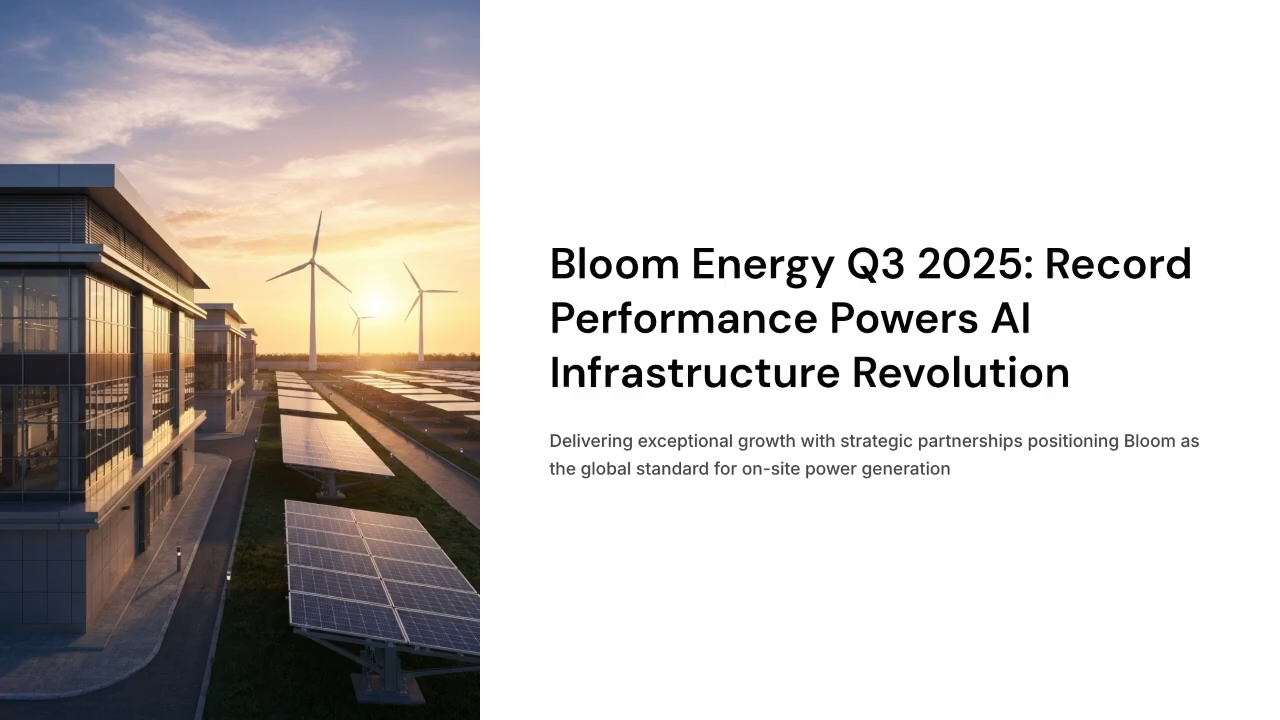 Bloom Energy Q3 2025: Record
Performance Powers AI
Infrastructure Revolution
Delivering exceptional growth with strategic partnerships positioning Bloom as
the global standard for on-site power generation